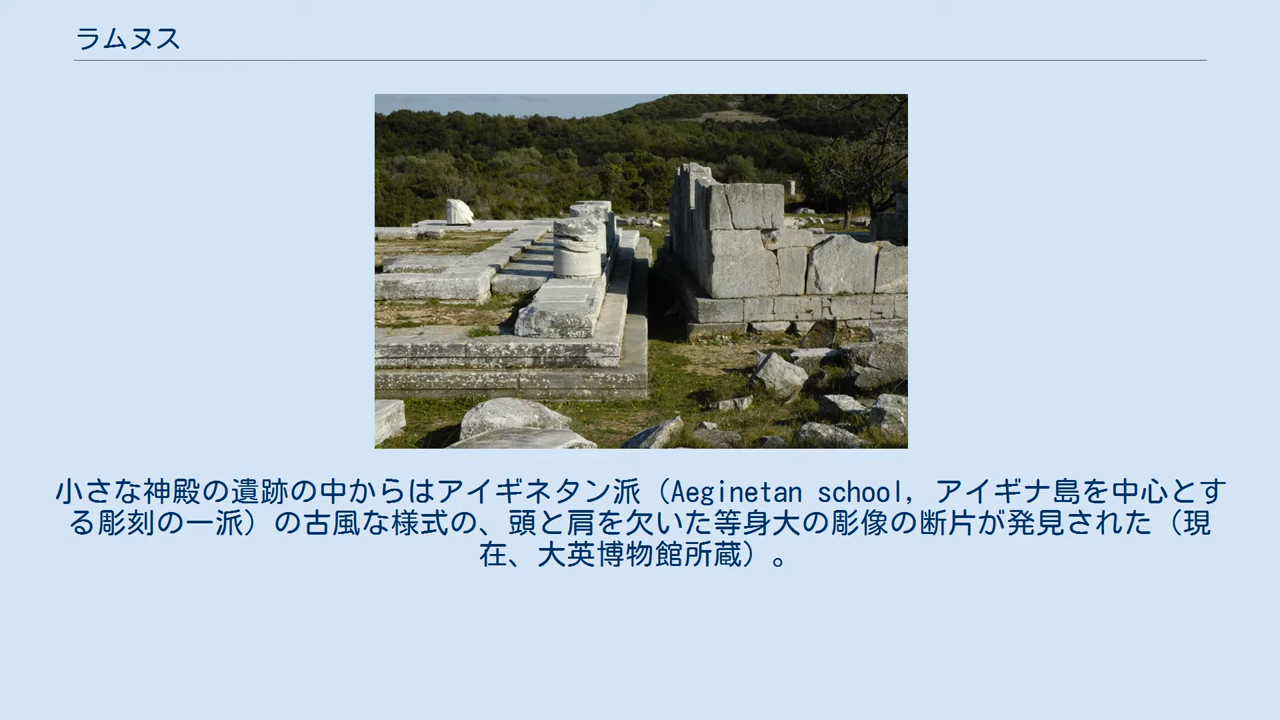 ラムヌス
小さな神殿の遺跡の中からはアイギネタン派（Aeginetan school, アイギナ島を中心とす
る彫刻の一派）の古風な様式の、頭と肩を欠いた等身大の彫像の断片が発見された（現
在、大英博物館所蔵）。